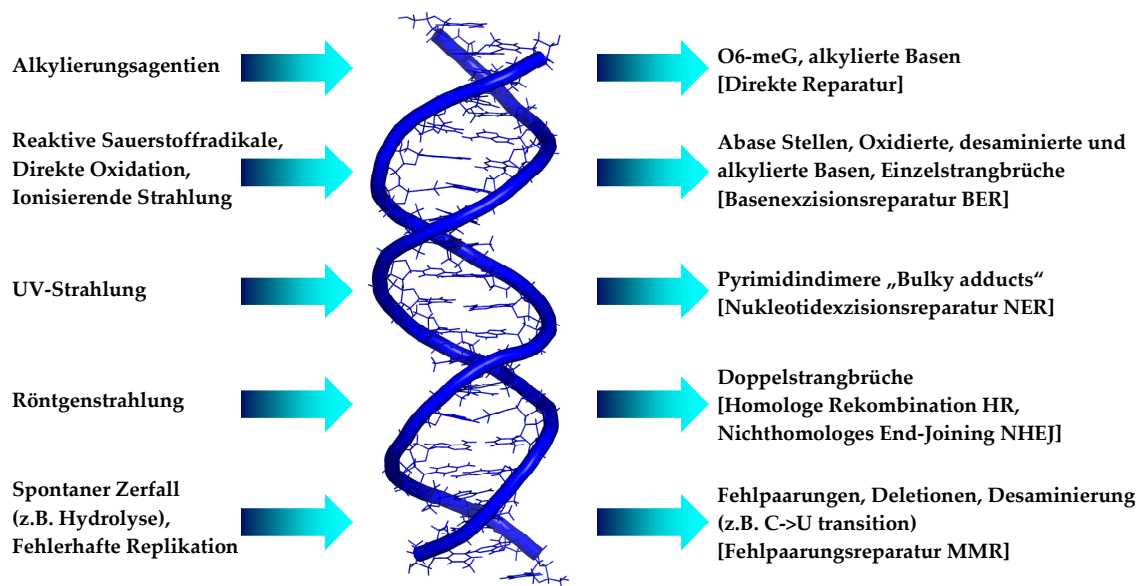 Alkylierungsagentien
O6-meG, alkylierte Basen
[Direkte Reparatur]
Reaktive Sauerstoffradikale,
Direkte Oxidation,
Ionisierende Strahlung
Abase Stellen, Oxidierte, desaminierte und
alkylierte Basen, Einzelstrangbrüche
[Basenexzisionsreparatur BER]
UV-Strahlung
Pyrimidindimere „Bulky adducts“
[Nukleotidexzisionsreparatur NER]
Röntgenstrahlung
Doppelstrangbrüche
[Homologe Rekombination HR,
Nichthomologes End-Joining NHEJ]
Spontaner Zerfall
(z.B. Hydrolyse),
Fehlerhafte Replikation
Fehlpaarungen, Deletionen, Desaminierung
(z.B. C->U transition)
[Fehlpaarungsreparatur MMR]